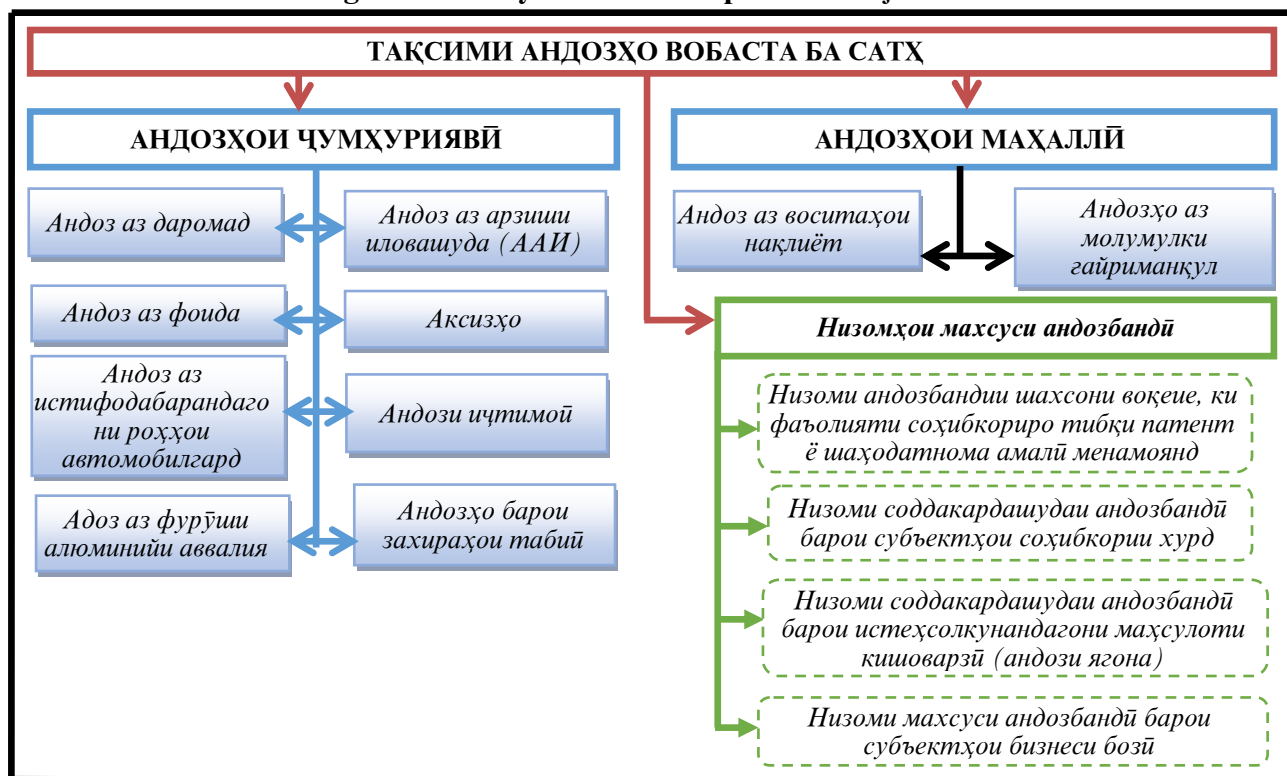 ТАҚСИМИ АНДОЗҲО ВОБАСТА БА САТҲ
АНДОЗҲОИ ҶУМҲУРИЯВӢ
Андоз аз даромад
Андоз аз арзиши
иловашуда (ААИ)
Андоз аз фоида
Аксизҳо
Андоз аз
истифодабарандаго
ни роҳҳои
автомобилгард
Андози иҷтимоӣ
Адоз аз фурӯши
алюминийи аввалия
Андозҳо барои
захираҳои табиӣ
АНДОЗҲОИ МАҲАЛЛӢ
Андоз аз воситаҳои
нақлиёт
Андозҳо аз
молумулки
ғайриманқул
Низомҳои махсуси андозбандӣ
Низоми андозбандии шахсони воқеие, ки
фаъолияти соҳибкориро тибқи патент
ё шаҳодатнома амалӣ менамоянд
Низоми соддакардашудаи андозбандӣ
барои субъектҳои соҳибкории хурд
Низоми соддакардашудаи андозбандӣ
барои истеҳсолкунандагони маҳсулоти
кишоварзӣ (андози ягона)
Низоми махсуси андозбандӣ барои
субъектҳои бизнеси бозӣ